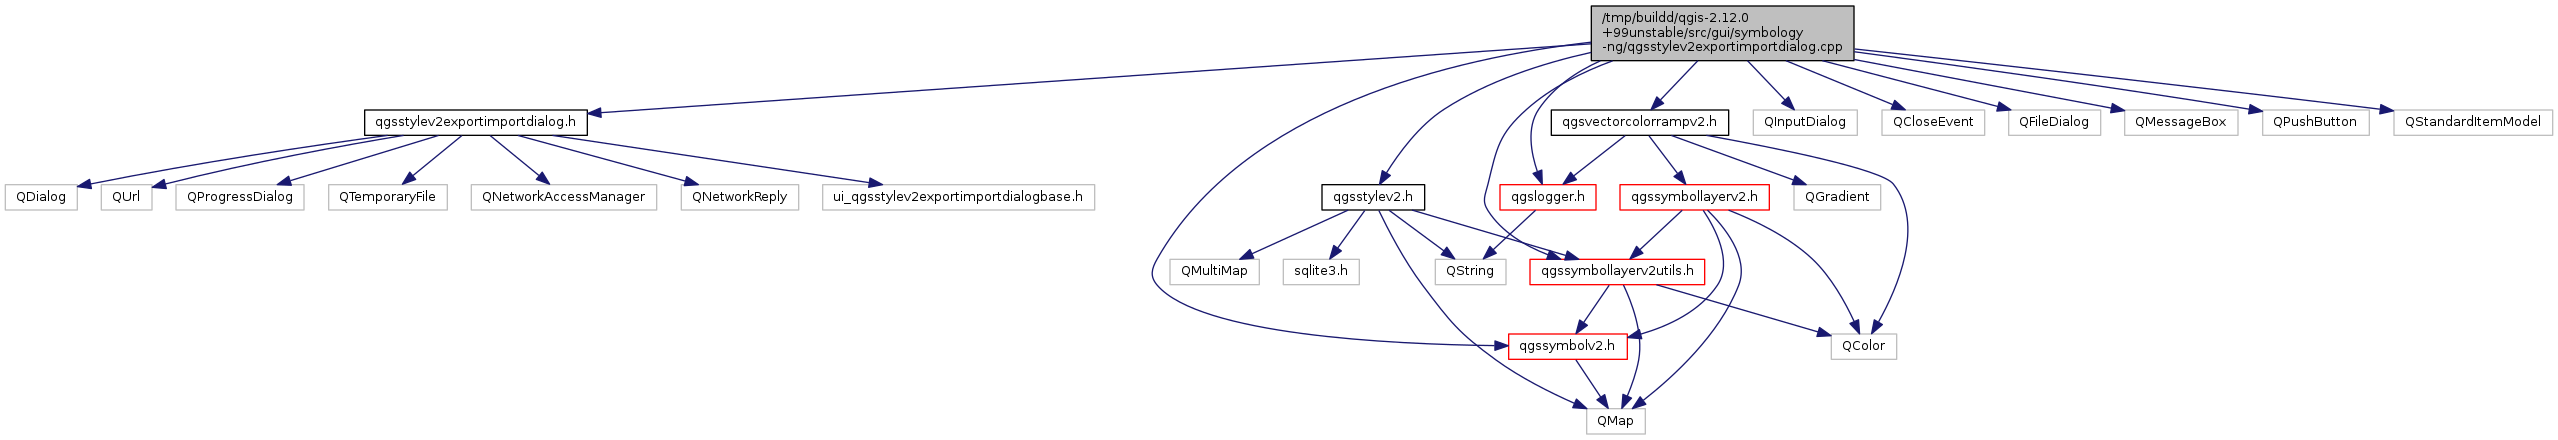 /tmp/buildd/qgis-2.12.0
+99unstable/src/gui/symbology
-ng/qgsstylev2exportimportdialog.cpp
qgsstylev2exportimportdialog.h
qgsvectorcolorrampv2.h
QInputDialog
QCloseEvent
QFileDialog
QMessageBox
QPushButton
QStandardItemModel
QDialog
QUrl
QProgressDialog
QTemporaryFile
QNetworkAccessManager
QNetworkReply
ui_qgsstylev2exportimportdialogbase.h
qgsstylev2.h
qgslogger.h
qgssymbollayerv2.h
QGradient
QMultiMap
sqlite3.h
QString
qgssymbollayerv2utils.h
qgssymbolv2.h
QColor
QMap